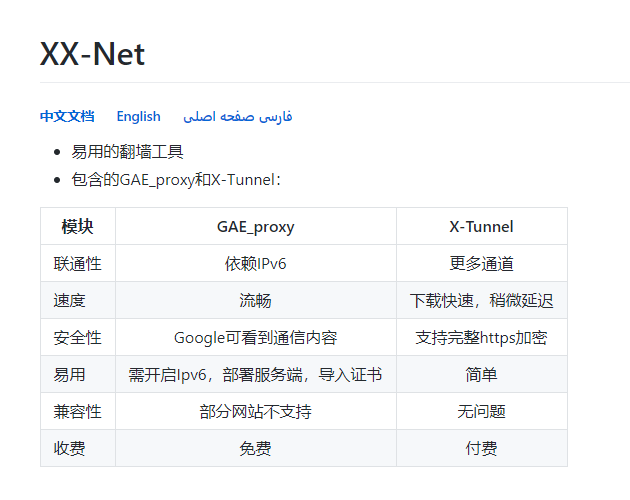 XX-Net
中文文档 English فارسی صفحه اصلی
易用的翻墙工具
包含的GAE_proxy和X-Tunnel：
模块 GAE_proxy X-Tunnel
联通性 依赖IPv6 更多通道
速度 流畅 下载快速，稍微延迟
安全性 Google可看到通信内容 支持完整https加密
易用 需开启Ipv6，部署服务端，导入证书 简单
兼容性 部分网站不支持 无问题
收费 免费 付费